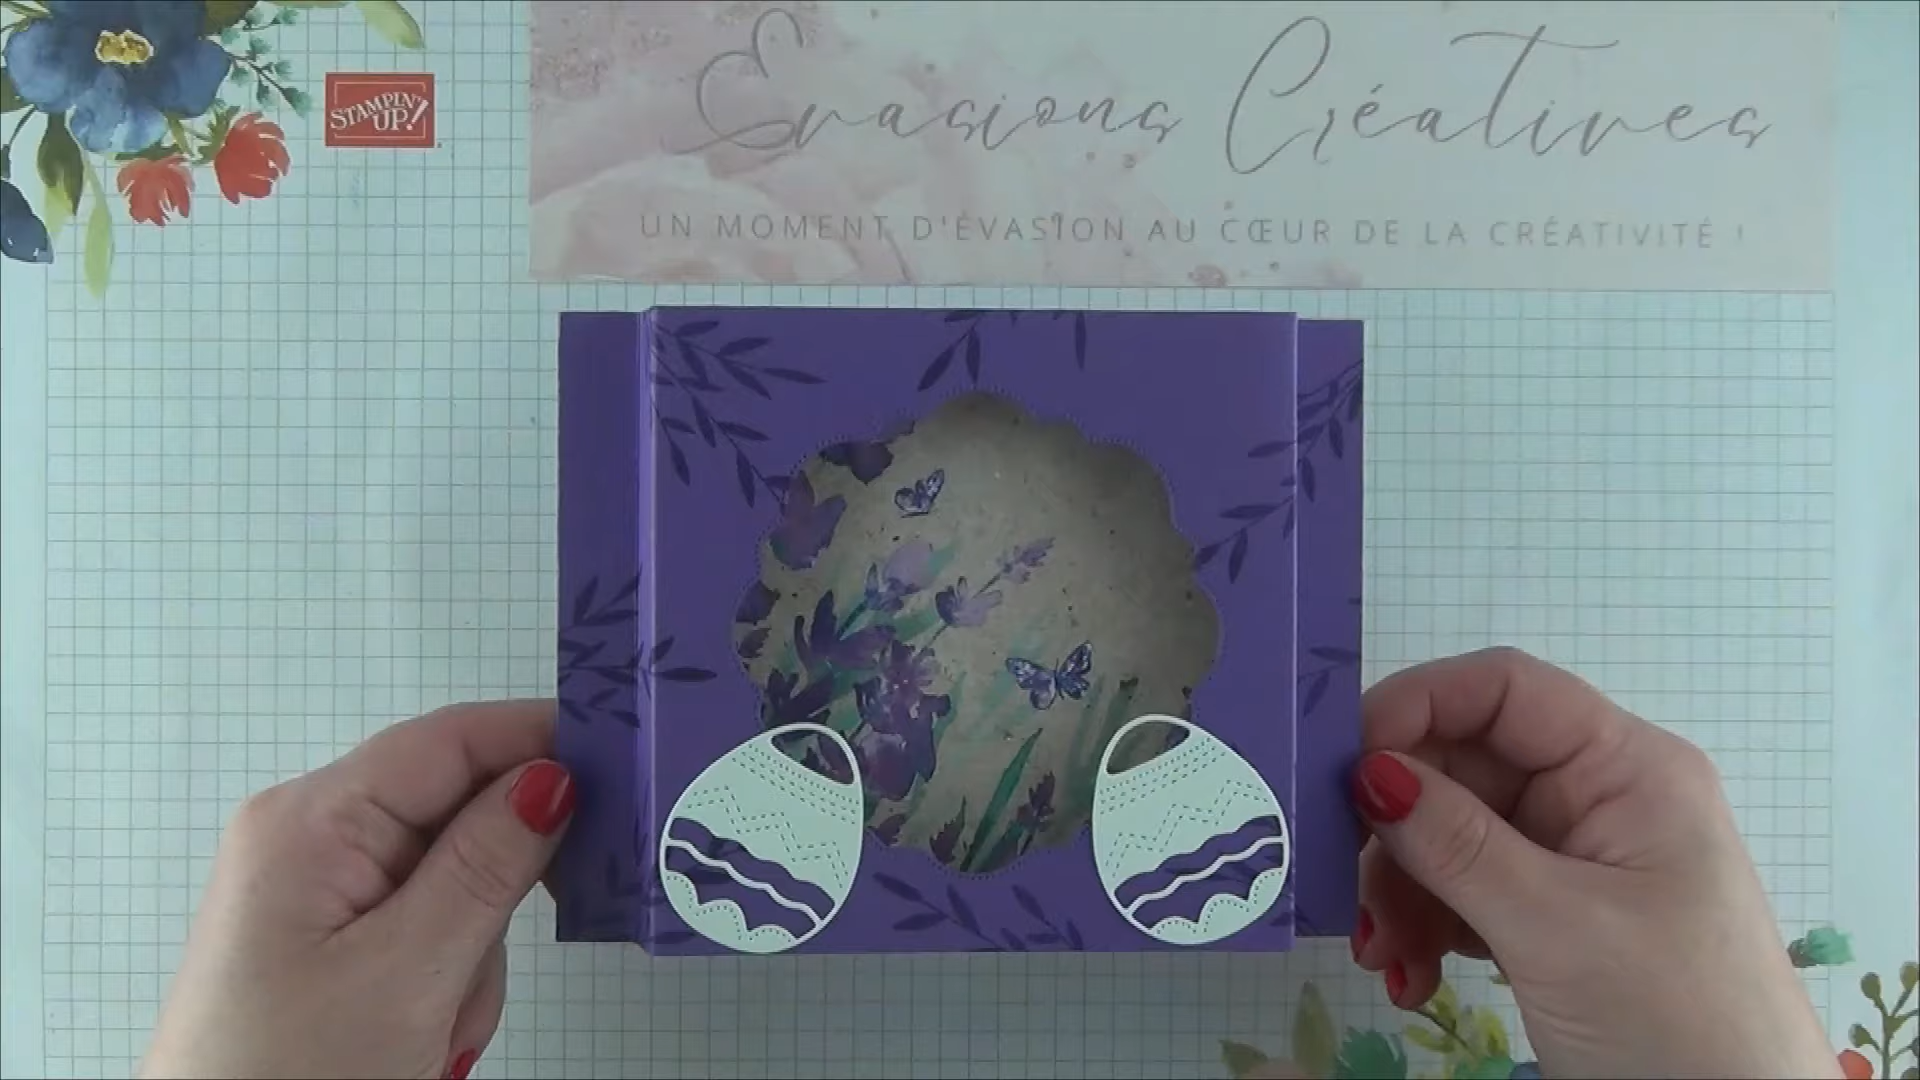 STAMPIN' UP!
Evasions Créatives
UN MOMENT D'ÉVASION AU CŒUR DE LA CRÉATIVITÉ !